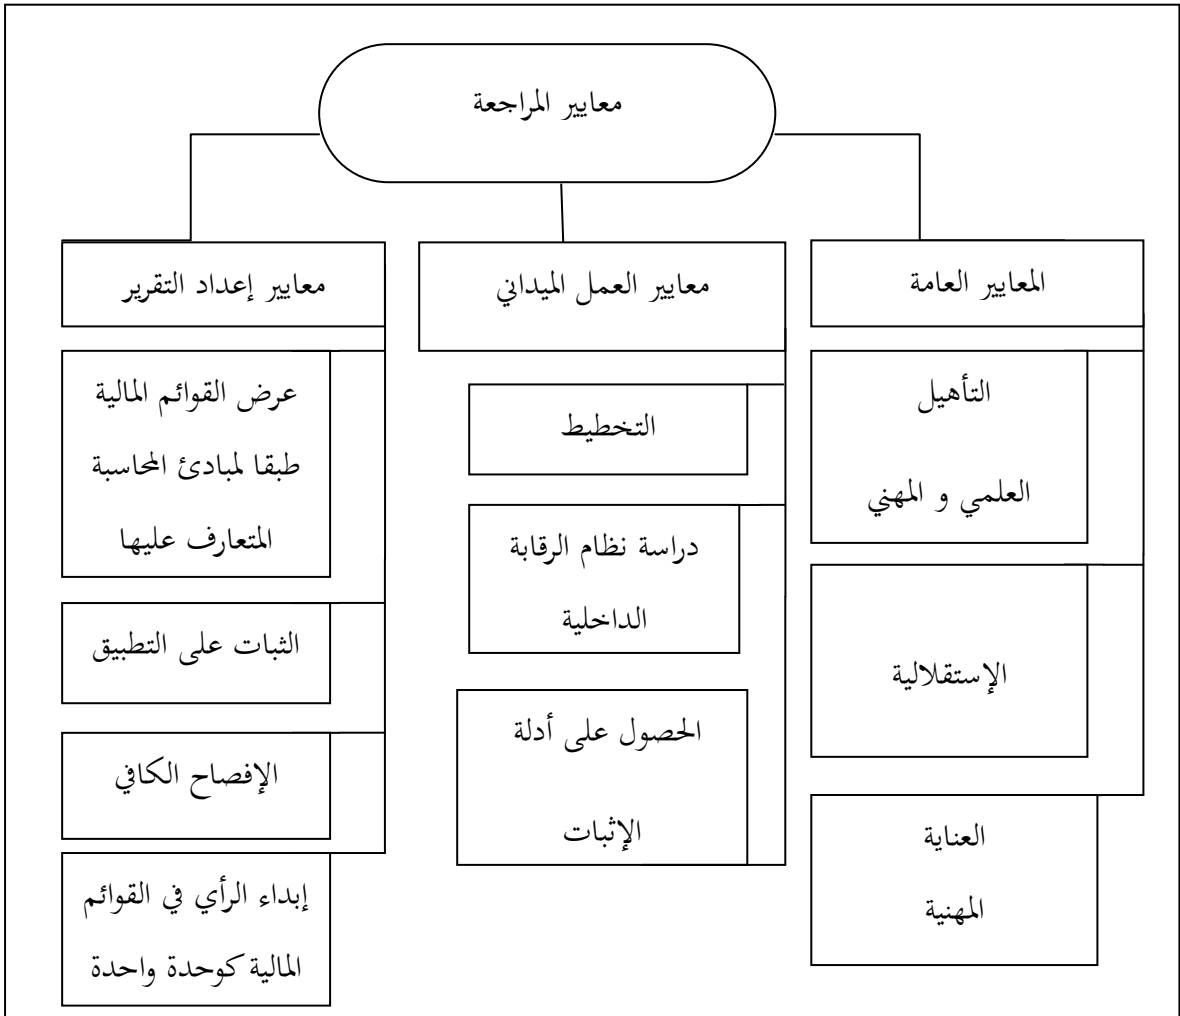 معايير المراجعة
المعايير العامة
التأهيل
العلمي و المهني
الإستقلالية
العناية
المهنية
معايير العمل الميداني
التخطيط
دراسة نظام الرقابة
الداخلية
الحصول على أدلة
الإثبات
معايير إعداد التقرير
عرض القوائم المالية
طبقا لمبادئ المحاسبة
المتعارف عليها
الثبات على التطبيق
الإفصاح الكافي
إبداء الرأي في القوائم
المالية كوحدة واحدة